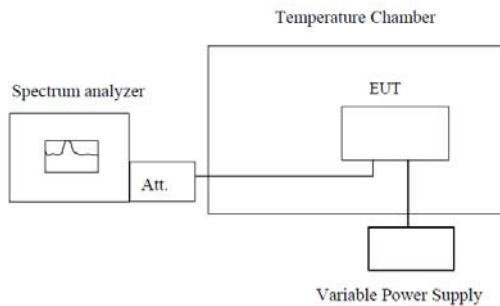 Temperature Chamber
Spectrum analyzer
EUT
Att.
Variable Power Supply